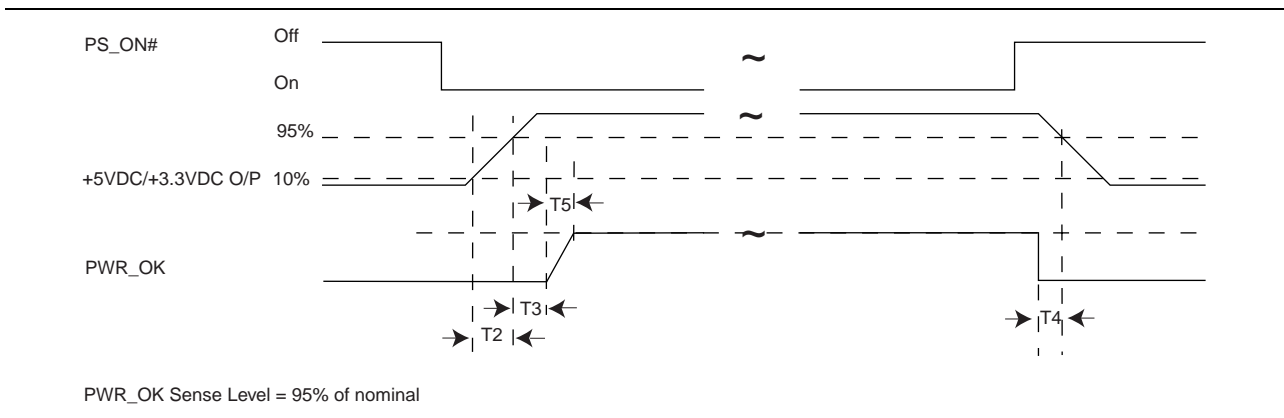 PS_ON#
Off
On
95%
+5VDC/+3.3VDC O/P 10%
T5
~
~
~
PWR_OK
T3
T4
T2
PWR_OK Sense Level = 95% of nominal